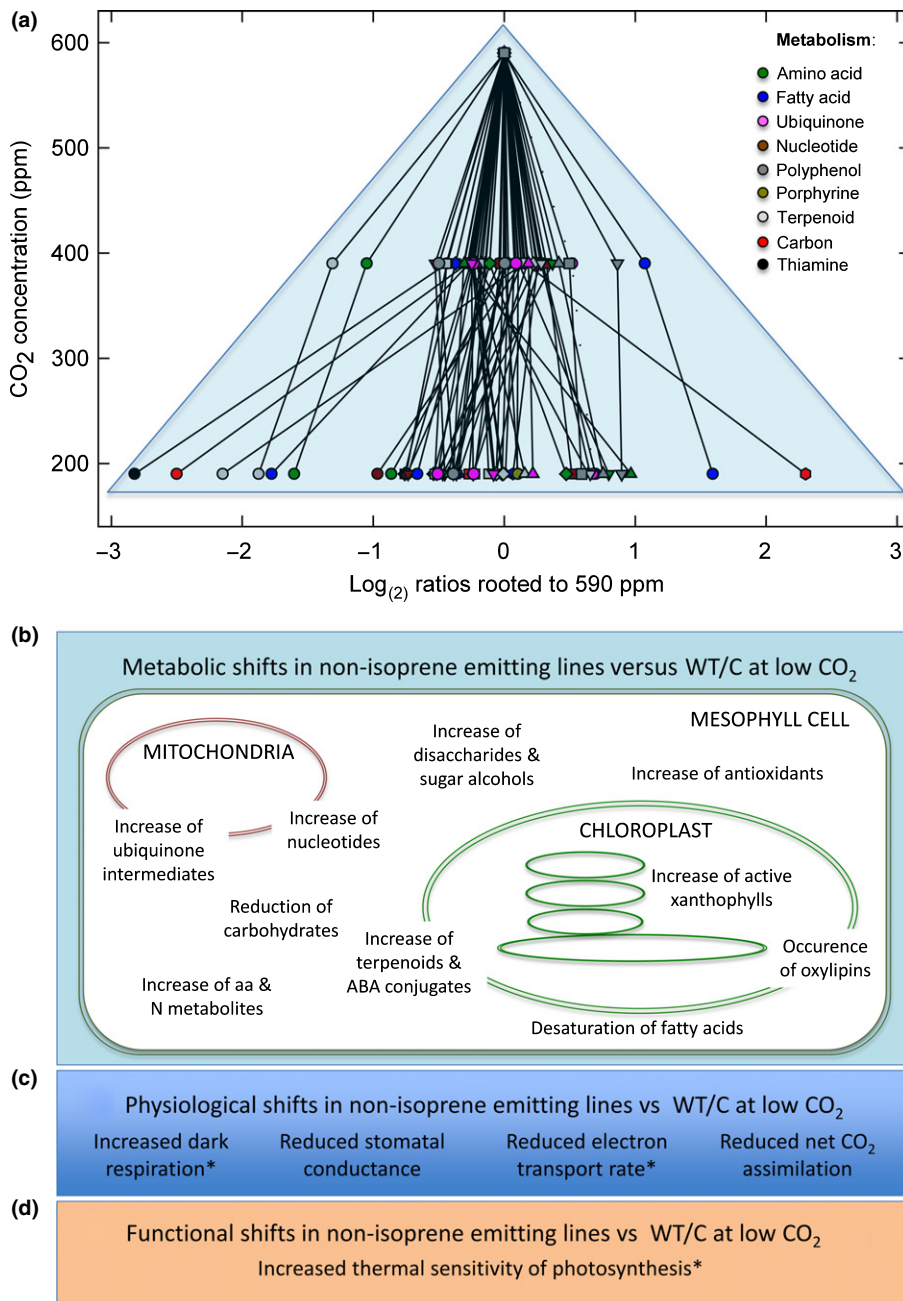 (a)
600
500
400
300
200
CO2 concentration (ppm)
Metabolism:
Amino acid
Fatty acid
Ubiquinone
Nucleotide
Polyphenol
Porphyrine
Terpenoid
Carbon
Thiamine
−3 −2 −1 0 1 2 3
Log(2) ratios rooted to 590 ppm
(b)
Metabolic shifts in non-isoprene emitting lines versus WT/C at low CO2
MESOPHYLL CELL
MITOCHONDRIA
Increase of
ubiquinone
intermediates
Increase of
nucleotides
Increase of
disaccharides &
sugar alcohols
Increase of antioxidants
CHLOROPLAST
Increase of active
xanthophylls
Reduction of
carbohydrates
Increase of
terpenoids &
ABA conjugates
Occurence
of oxylipins
Increase of aa &
N metabolites
Desaturation of fatty acids
(c)
Physiological shifts in non-isoprene emitting lines vs WT/C at low CO2
Increased dark
respiration*
Reduced stomatal
conductance
Reduced electron
transport rate*
Reduced net CO2
assimilation
(d)
Functional shifts in non-isoprene emitting lines vs WT/C at low CO2
Increased thermal sensitivity of photosynthesis*